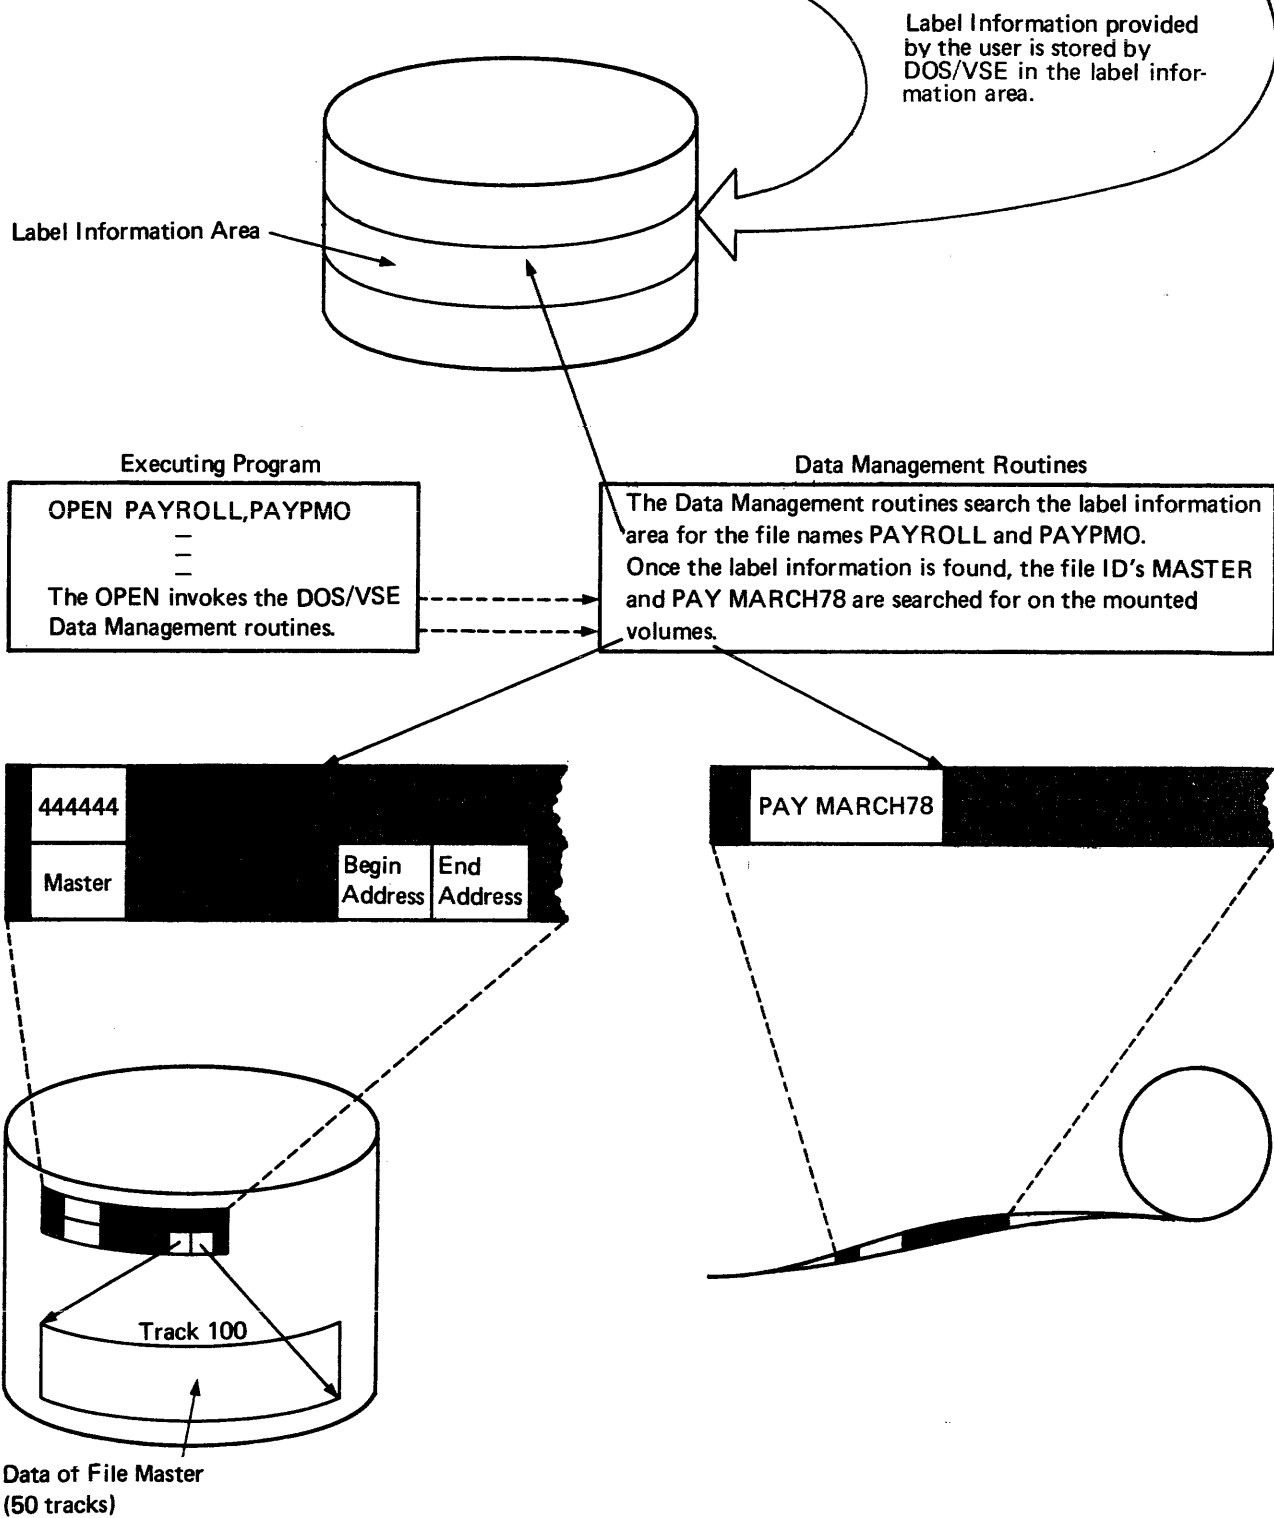 Label Information provided
by the user is stored by
DOS/VSE in the label infor-
mation area.
Label Information Area
Executing Program
OPEN PAYROLL,PAYPMO
–
–
–
The OPEN invokes the DOS/VSE
Data Management routines.
Data Management Routines
The Data Management routines search the label information
area for the file names PAYROLL and PAYPMO.
Once the label information is found, the file ID's MASTER
and PAY MARCH78 are searched for on the mounted
volumes.
444444
Master
Begin
Address
End
Address
PAY MARCH78
Track 100
Data of File Master
(50 tracks)